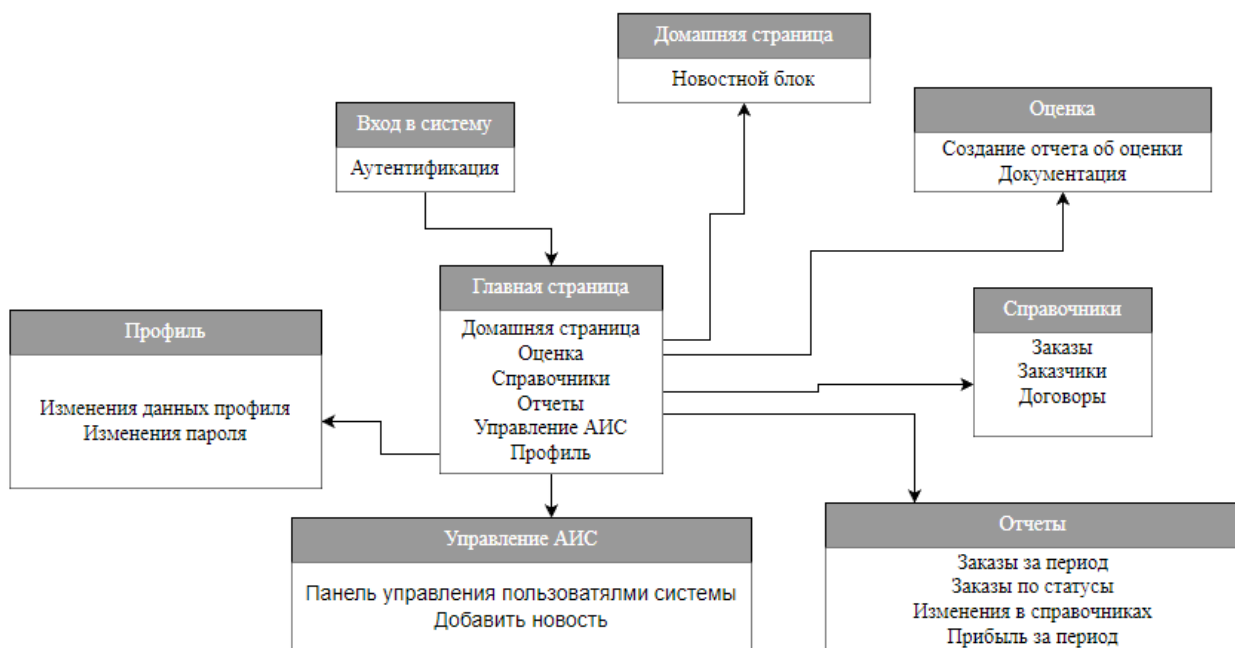 Домашняя страница
Новостной блок
Вход в систему
Аутентификация
Оценка
Создание отчета об оценки
Документация
Главная страница
Домашняя страница
Оценка
Справочники
Отчеты
Управление АИС
Профиль
Справочники
Заказы
Заказчики
Договоры
Профиль
Изменения данных профиля
Изменения пароля
Управление АИС
Панель управления пользоватялми системы
Добавить новость
Отчеты
Заказы за период
Заказы по статусы
Изменения в справочниках
Прибыль за период